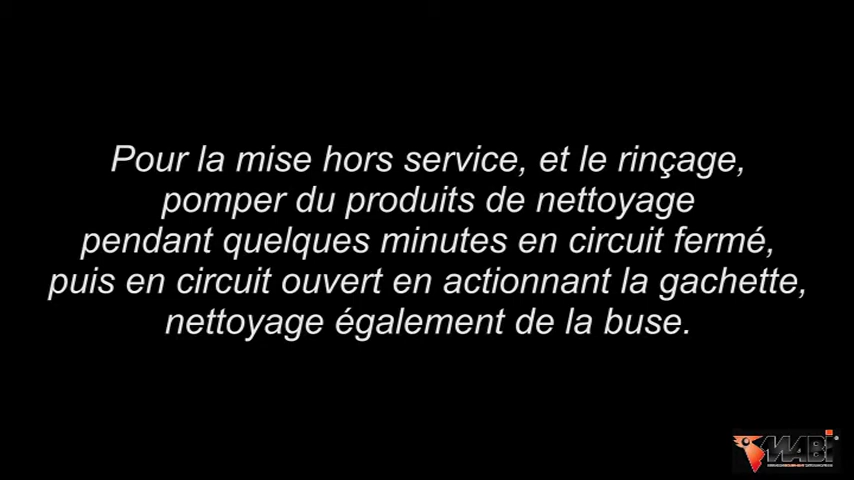 Pour la mise hors service, et le rinçage,
pomper du produits de nettoyage
pendant quelques minutes en circuit fermé,
puis en circuit ouvert en actionnant la gachette,
nettoyage également de la buse.
MABi